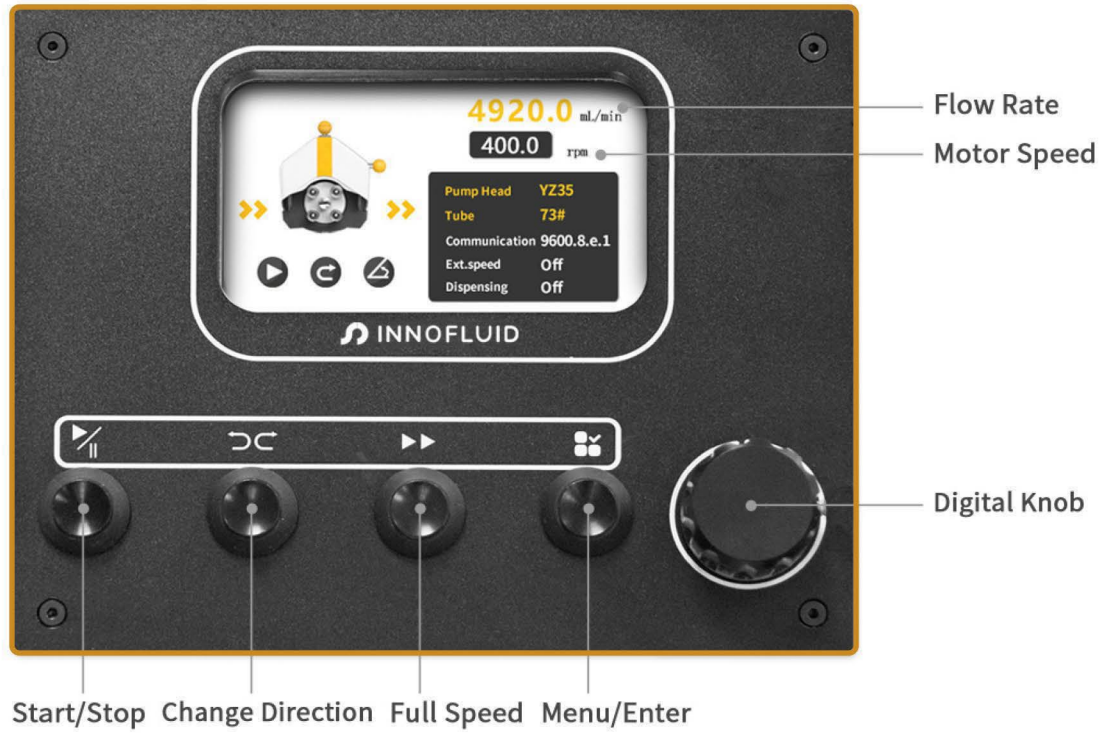 4920.0 mL/min
400.0 rpm
Pump Head YZ35
Tube 73#
Communication 9600.8.e.1
Ext.speed Off
Dispensing Off
INNOFLUID
Flow Rate
Motor Speed
Digital Knob
Start/Stop Change Direction Full Speed Menu/Enter